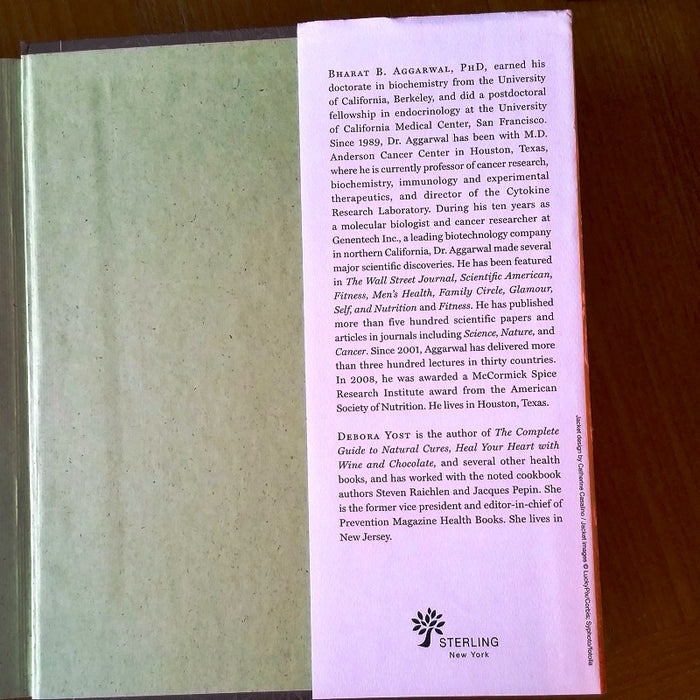 BHARAT B. AGGARWAL, PHD, earned his
doctorate in biochemistry from the University
of California, Berkeley, and did a postdoctoral
fellowship in endocrinology at the University
of California Medical Center, San Francisco.
Since 1989, Dr. Aggarwal has been with M.D.
Anderson Cancer Center in Houston, Texas,
where he is currently professor of cancer research,
biochemistry, immunology and experimental
therapeutics, and director of the Cytokine
Research Laboratory. During his ten years as
a molecular biologist and cancer researcher at
Genentech Inc., a leading biotechnology company
in northern California, Dr. Aggarwal made several
major scientific discoveries. He has been featured
in The Wall Street Journal, Scientific American,
Fitness, Men's Health, Family Circle, Glamour,
Self, and Nutrition and Fitness. He has published
more than five hundred scientific papers and
articles in journals including Science, Nature, and
Cancer. Since 2001, Aggarwal has delivered more
than three hundred lectures in thirty countries.
In 2008, he was awarded a McCormick Spice
Research Institute award from the American
Society of Nutrition. He lives in Houston, Texas.
DEBORA YOST is the author of The Complete
Guide to Natural Cures, Heal Your Heart with
Wine and Chocolate, and several other health
books, and has worked with the noted cookbook
authors Steven Raichlen and Jacques Pepin. She
is the former vice president and editor-in-chief of
Prevention Magazine Health Books. She lives in
New Jersey.
STERLING
New York
Jacket design by Catherine Casalino / Jacket images © LuckyPix/Corbis; Syphoto/fotolia